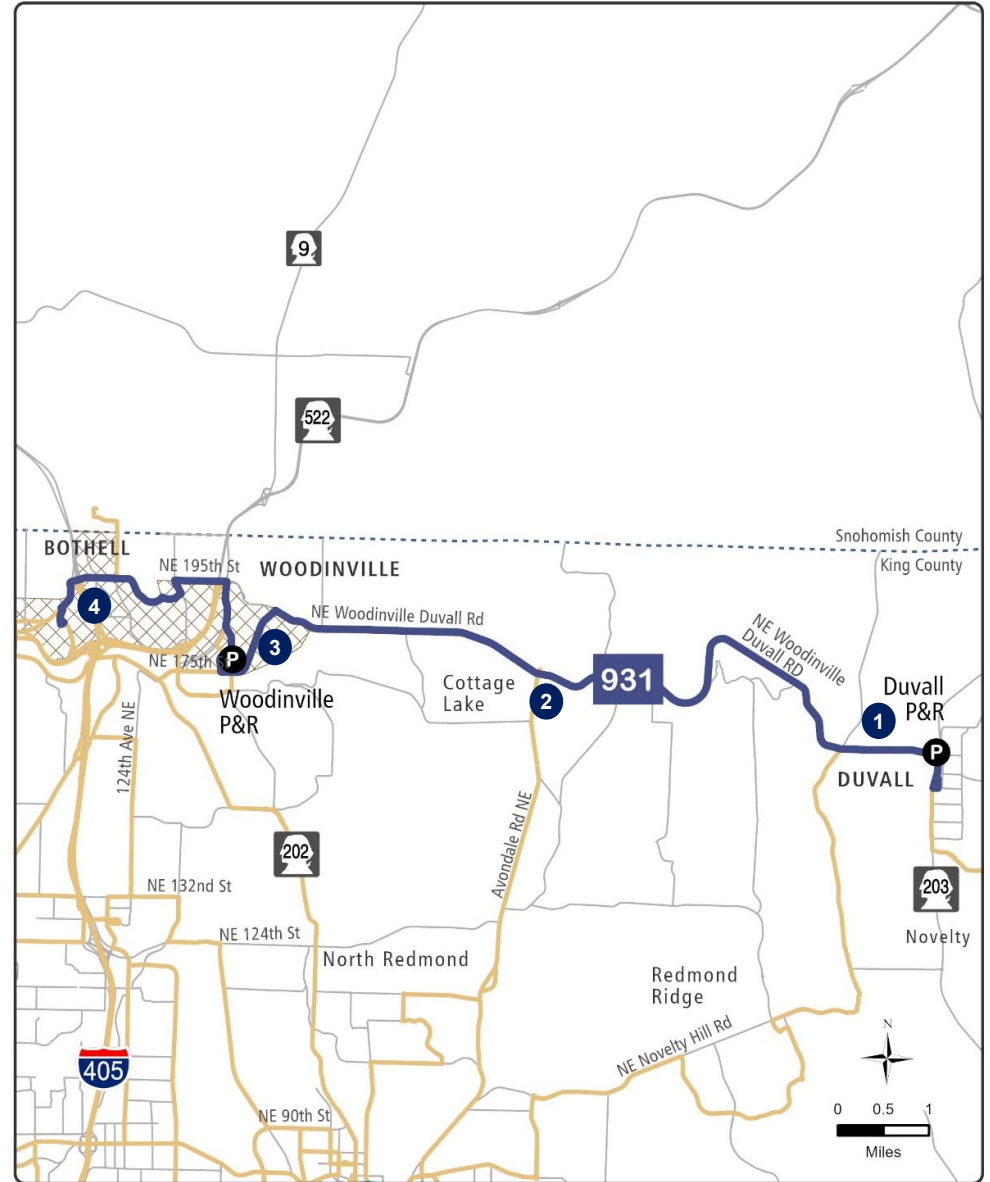 9
522
Snohomish County
King County
BOTHELL
NE 195th St
WOODINVILLE
4
NE Woodinville Duvall Rd
3
NE 175th St
P
Woodinville
P&R
Cottage
Lake
2
931
NE Woodinville
Duvall RD
Duvall
P&R
1
P
DUVALL
124th Ave NE
Avondale Rd NE
202
203
NE 132nd St
NE 124th St
Novelty
North Redmond
Redmond
Ridge
NE Novelty Hill Rd
N
405
NE 90th St
0 0.5 1
Miles